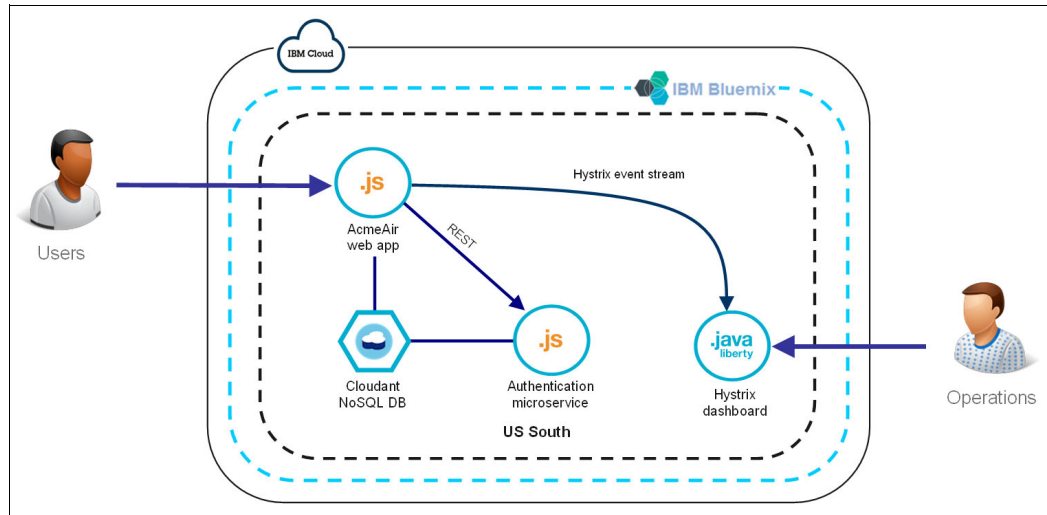 IBM Cloud
IBM Bluemix
Users
.js
AcmeAir
web app
Hystrix event stream
REST
Cloudant
NoSQL DB
.js
Authentication
microservice
.java
liberty
Hystrix
dashboard
Operations
US South